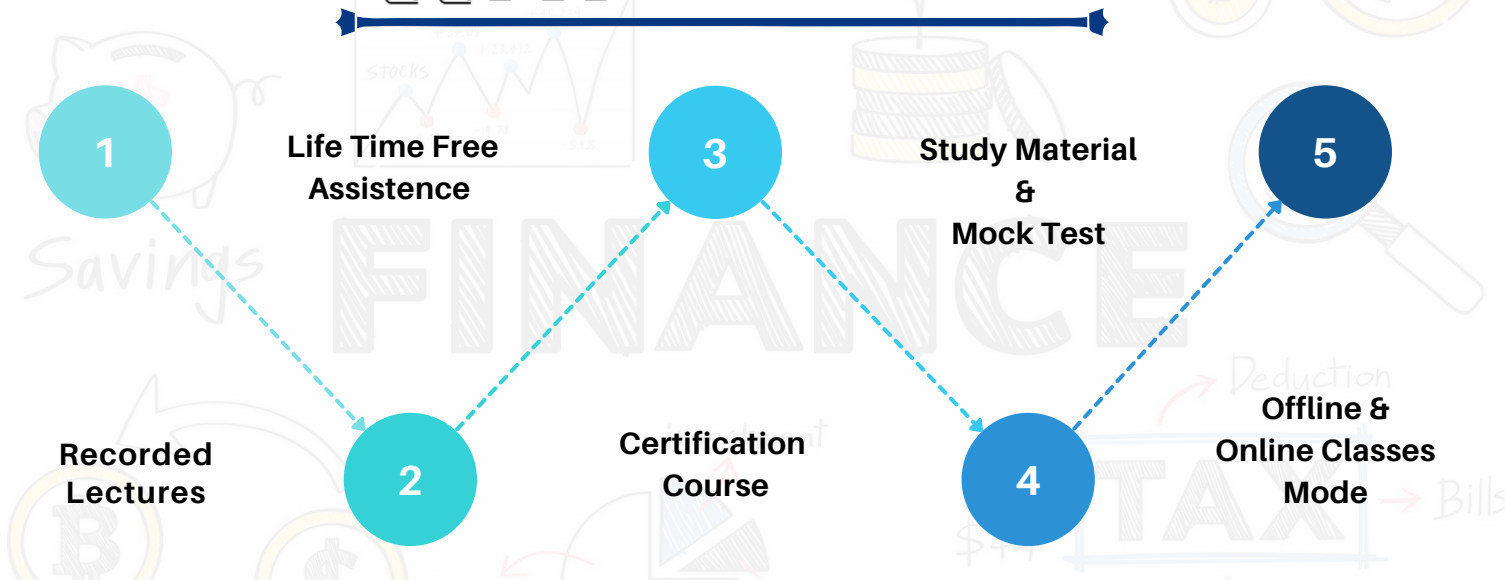 1
Life Time Free
Assistence
3
Study Material
&
Mock Test
5
STOCKS
Savings
FINANCE
Deduction
Recorded
Lectures
2
Certification
Course
4
Offline &
Online Classes
Mode
TAX
Bills